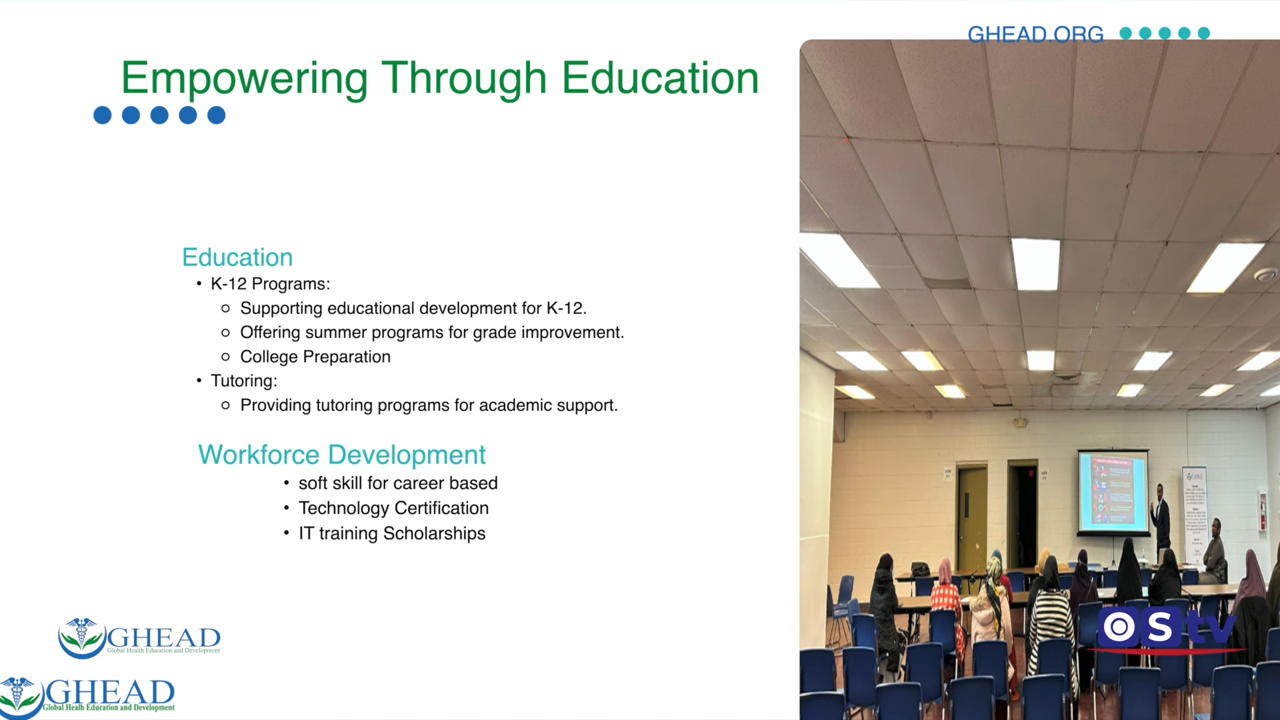 GHEAD.ORG
Empowering Through Education
Education
• K-12 Programs:
Supporting educational development for K-12.
Offering summer programs for grade improvement.
College Preparation
• Tutoring:
Providing tutoring programs for academic support.
Workforce Development
• soft skill for career based
• Technology Certification
• IT training Scholarships
GHEAD
Global Health Education and Development
GHEAD
Global Health Education and Development
OStv